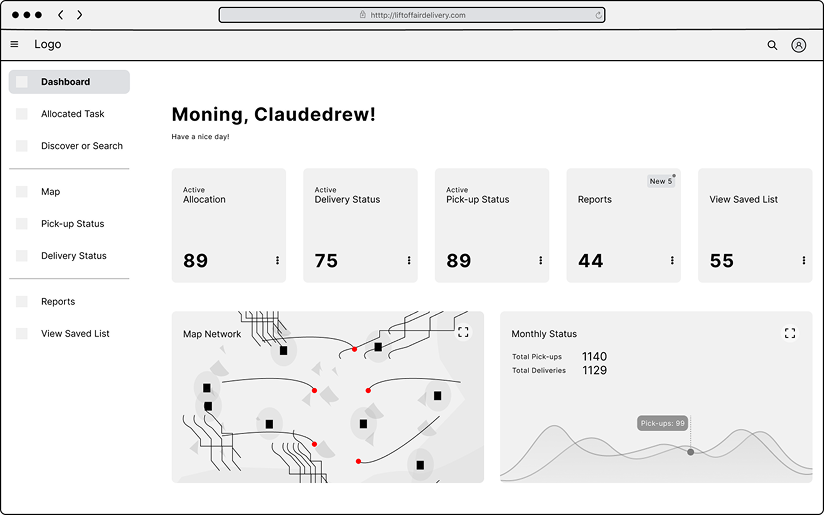 htttp://liftoffairdelivery.com
Logo
Dashboard
Allocated Task
Discover or Search
Map
Pick-up Status
Delivery Status
Reports
View Saved List
Moning, Claudedrew!
Have a nice day!
Active
Allocation
89
Active
Delivery Status
75
Active
Pick-up Status
89
New 5
Reports
44
View Saved List
55
Map Network
Monthly Status
Total Pick-ups 1140
Total Deliveries 1129
Pick-ups: 99